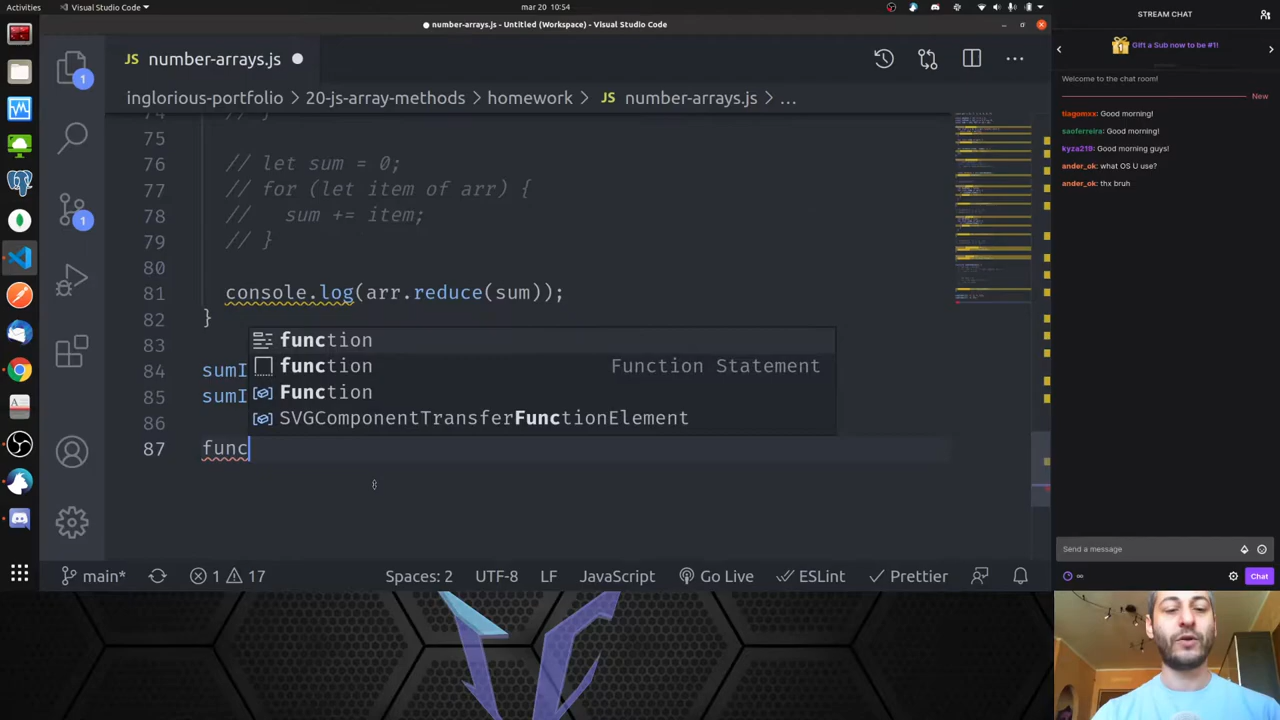 Activities
Visual Studio Code
mar 20 10:54
number-arrays.js - Untitled (Workspace) - Visual Studio Code
JS number-arrays.js
inglorious-portfolio > 20-js-array-methods > homework > JS number-arrays.js > ...
74 // }
75
76 // let sum = 0;
77 // for (let item of arr) {
78 // sum += item;
79 // }
80
81 console.log(arr.reduce(sum));
82 }
83
84 sumI
85 sumI
86
87 func
function
function Function Statement
Function
SVGComponentTransferFunctionElement
1
1
main* 1 17 Spaces: 2 UTF-8 LF JavaScript Go Live ESLint Prettier
STREAM CHAT
1 Gift a Sub now to be #1!
Welcome to the chat room!
New
tiagomxx: Good morning!
saoferreira: Good morning!
kyza219: Good morning guys!
ander_ok: what OS U use?
ander_ok: thx bruh
Send a message
∞ Chat